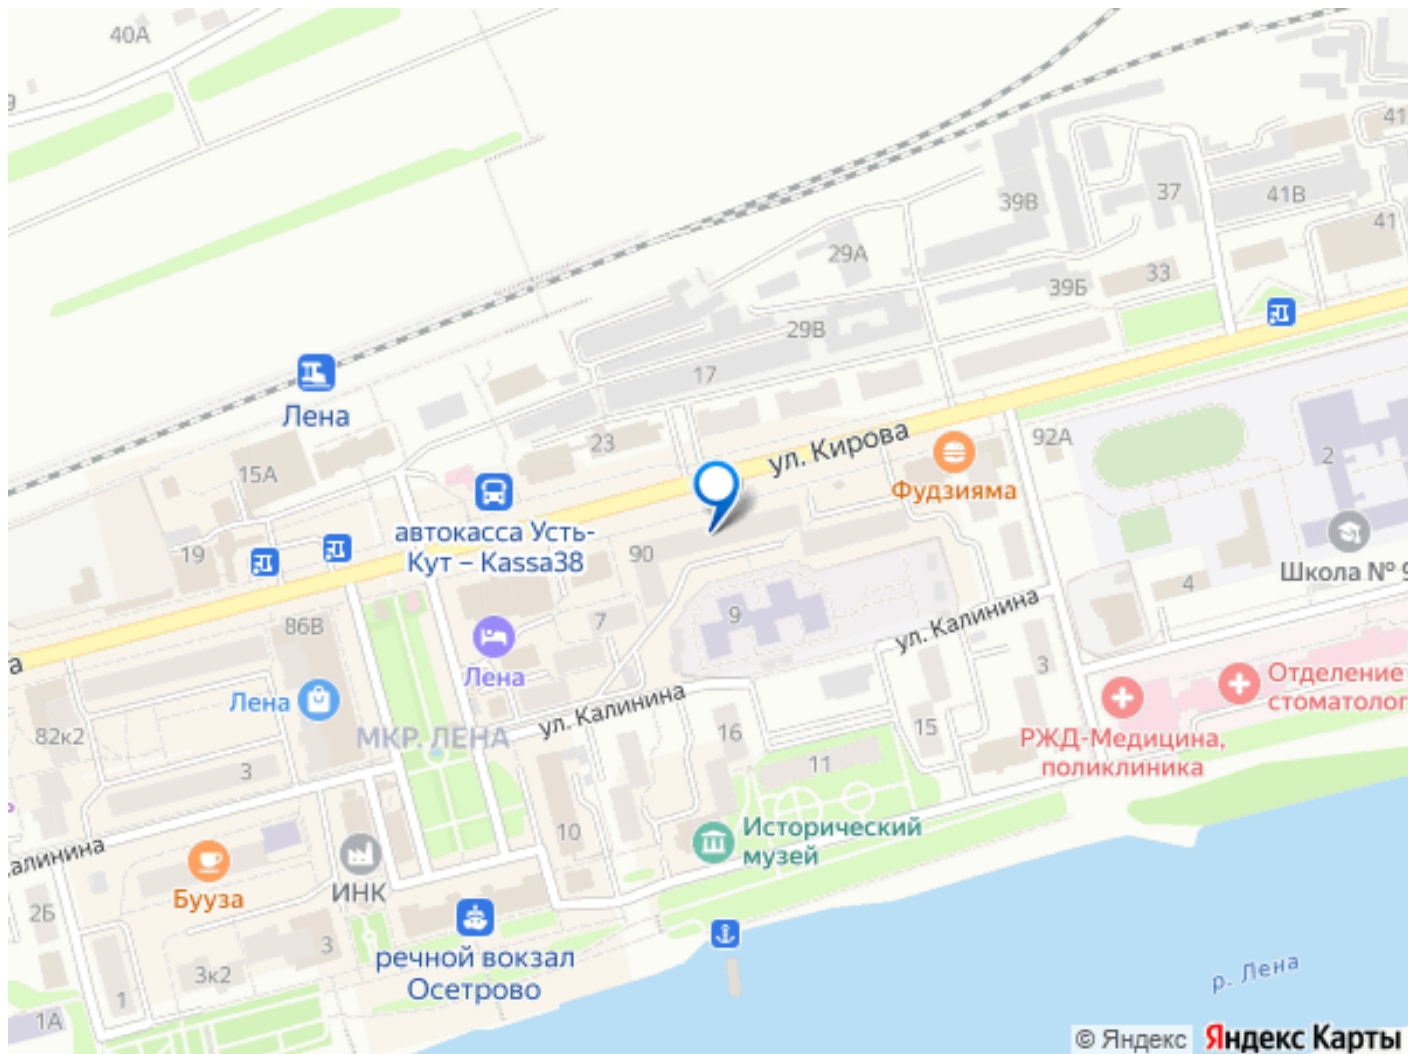 40А
9
41
37
41В
39В
41
29А
33
39Б
29В
17
Лена
23
ул. Кирова
92А
2
15А
Фудзияма
автокасса Усть-
Кут – Kassa38
19
90
Школа № 9
4
ул. Калинина
86В
7
9
3
Лена
Лена
Отделение
стоматолог
ул. Калинина
82к2
МКР. ЛЕНА
16
15
РЖД-Медицина,
поликлиника
3
11
Исторический
музей
10
алинина
Бууза
ИНК
2Б
3
речной вокзал
Осетрово
3к2
1
1А
р. Лена
© Яндекс Яндекс Карты